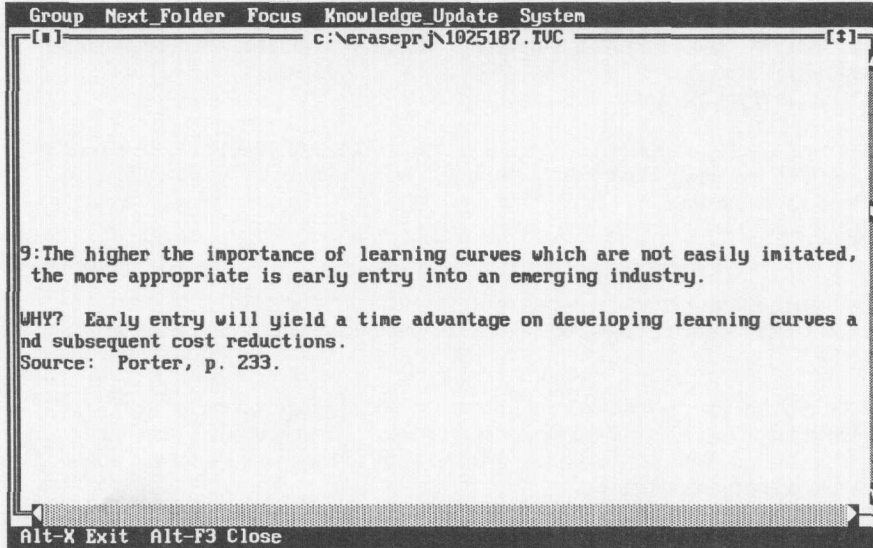 Group Next_Folder Focus Knowledge_Update System
[■] c:\eraseprj\1025187.TVC [↕]
9:The higher the importance of learning curves which are not easily imitated,
the more appropriate is early entry into an emerging industry.
WHY? Early entry will yield a time advantage on developing learning curves a
nd subsequent cost reductions.
Source: Porter, p. 233.
Alt-X Exit Alt-F3 Close